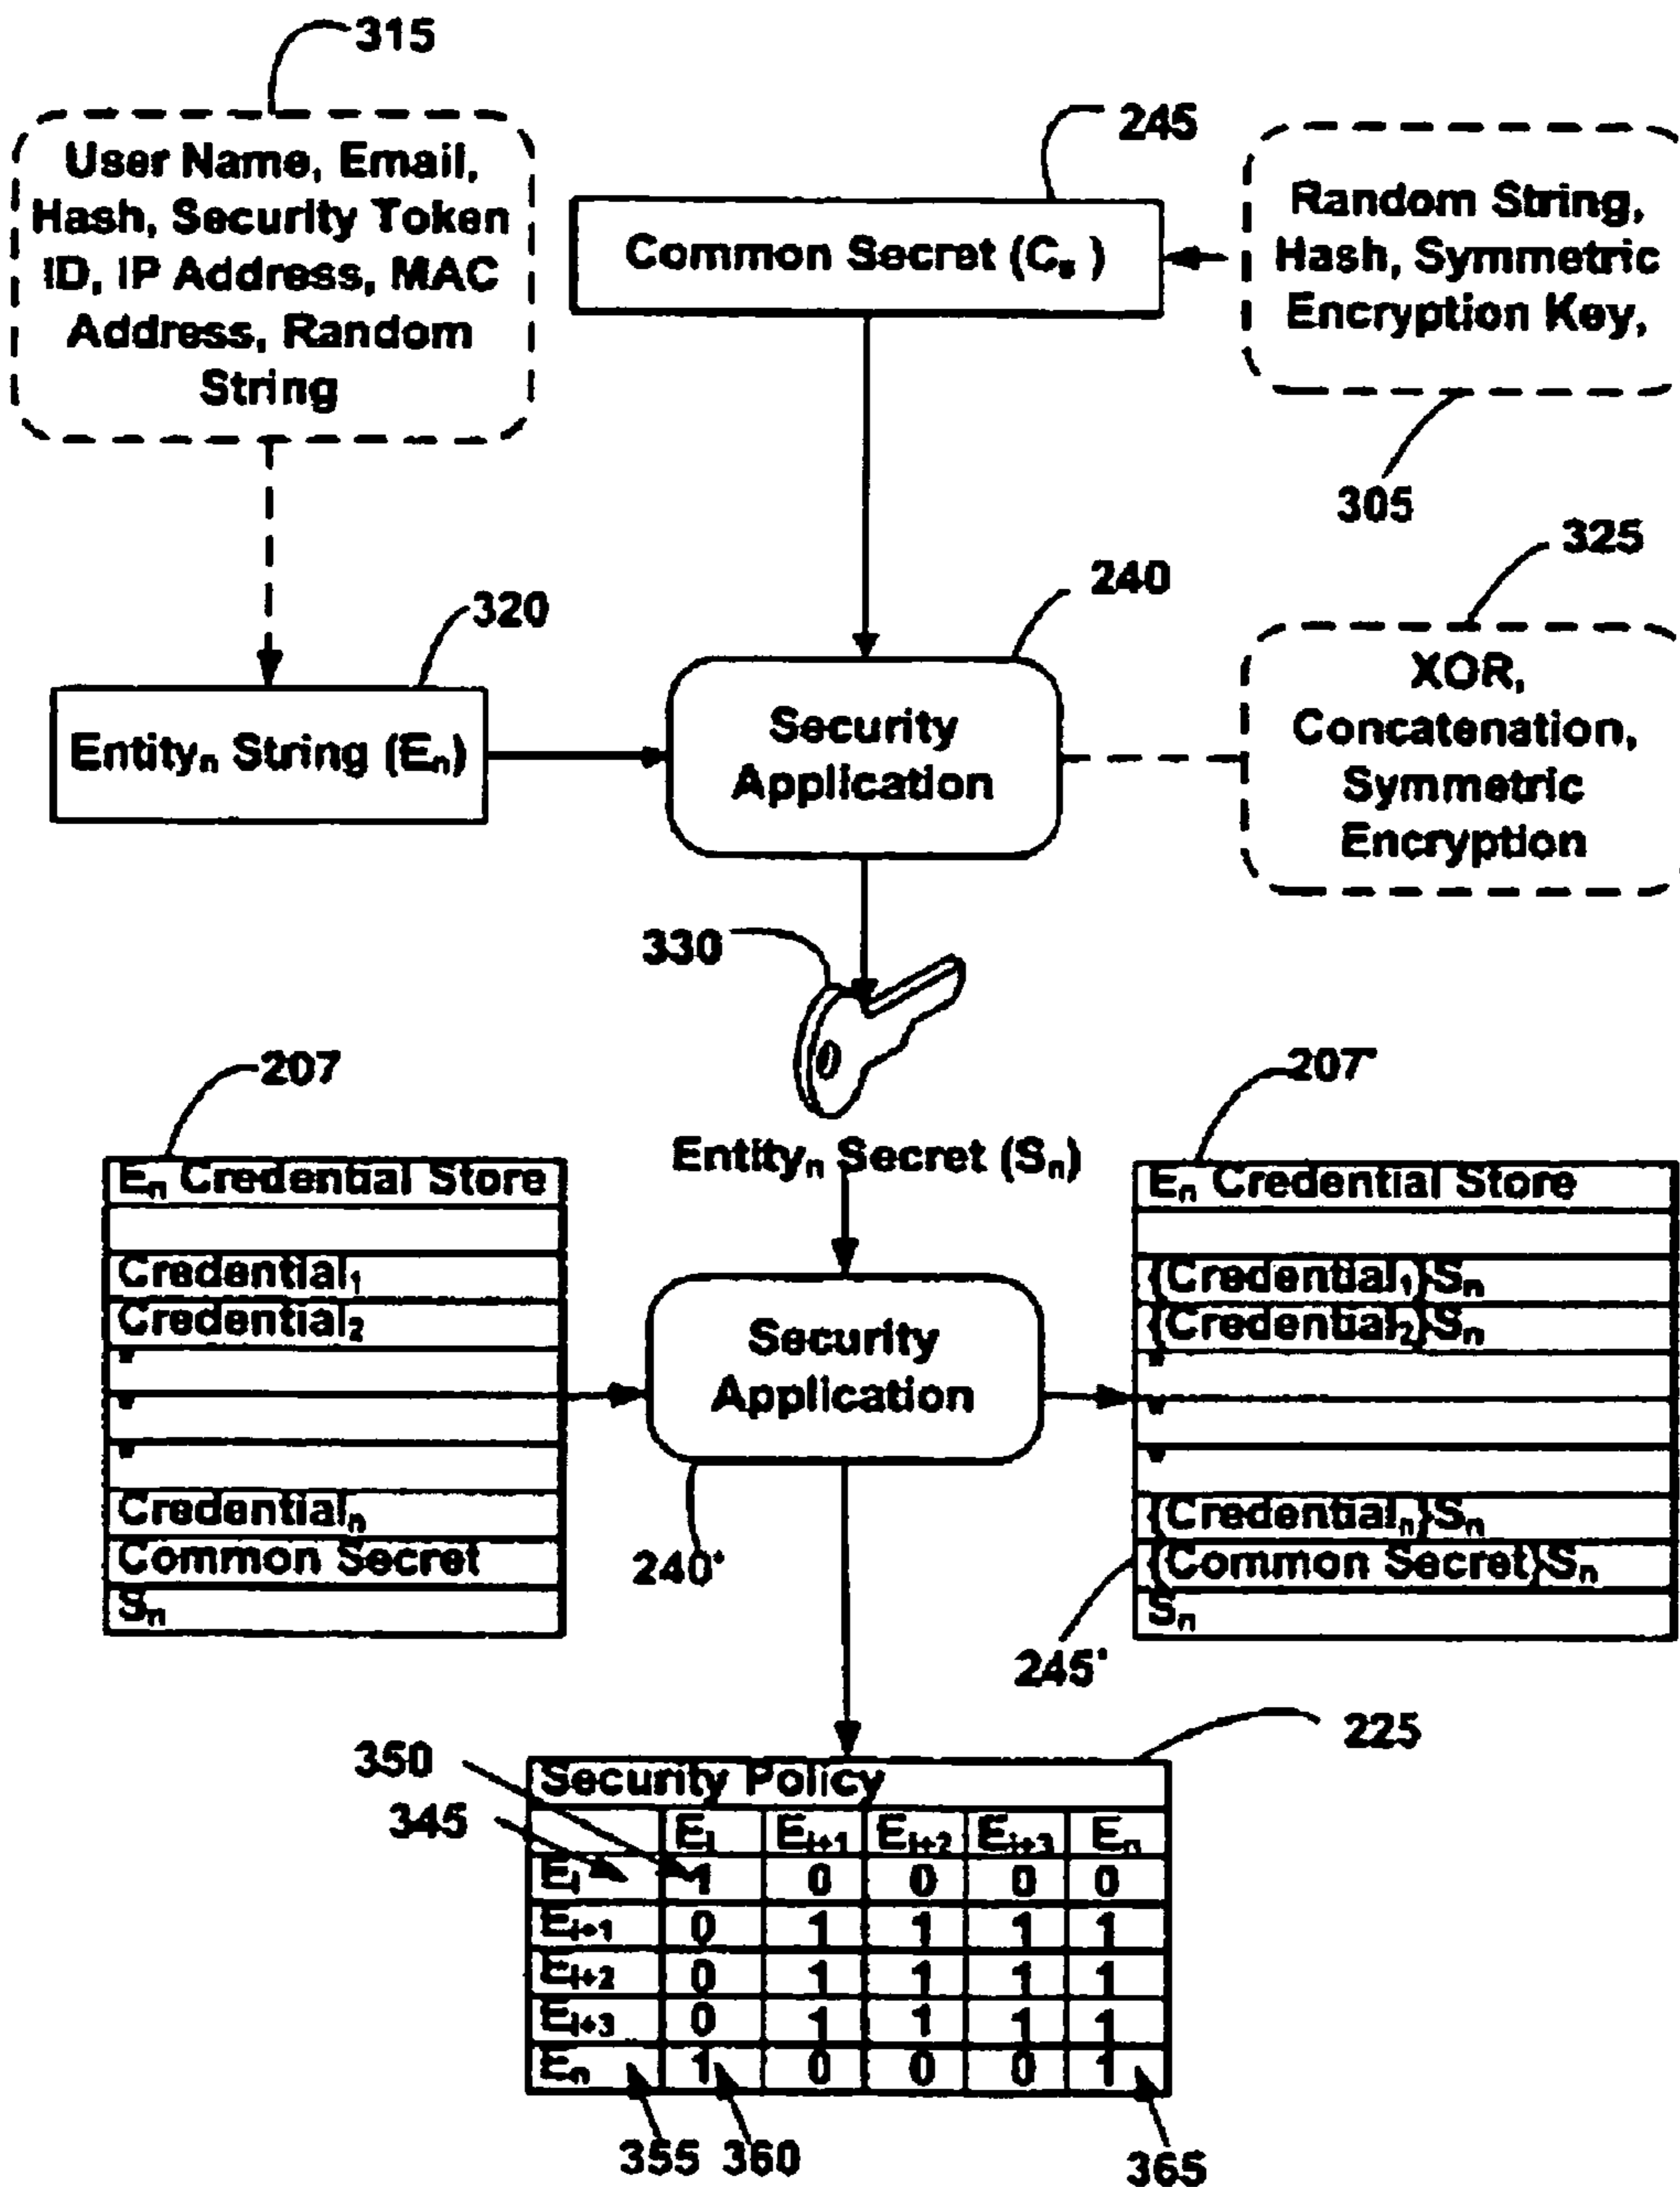 315
User Name, Email,
Hash, Security Token
ID, IP Address, MAC
Address, Random
String
245
Common Secret (Cs)
Random String,
Hash, Symmetric
Encryption Key,
305
325
240
320
XOR,
Concatenation,
Symmetric
Encryption
Entityn String (En)
Security
Application
330
207
207'
Entityn Secret (Sn)
En Credential Store
Credential1
Credential2
"
"
"
Credentialn
Common Secret
Sn
Security
Application
240'
En Credential Store
{Credential1}Sn
{Credential2}Sn
"
"
"
{Credentialn}Sn
{Common Secret}Sn
Sn
245'
225
350
345
Security Policy
Ei Ei+1 Ei+2 Ei+3 En
Ei 1 0 0 0 0
Ei+1 0 1 1 1 1
Ei+2 0 1 1 1 1
Ei+3 0 1 1 1 1
En 1 0 0 0 1
355 360 365